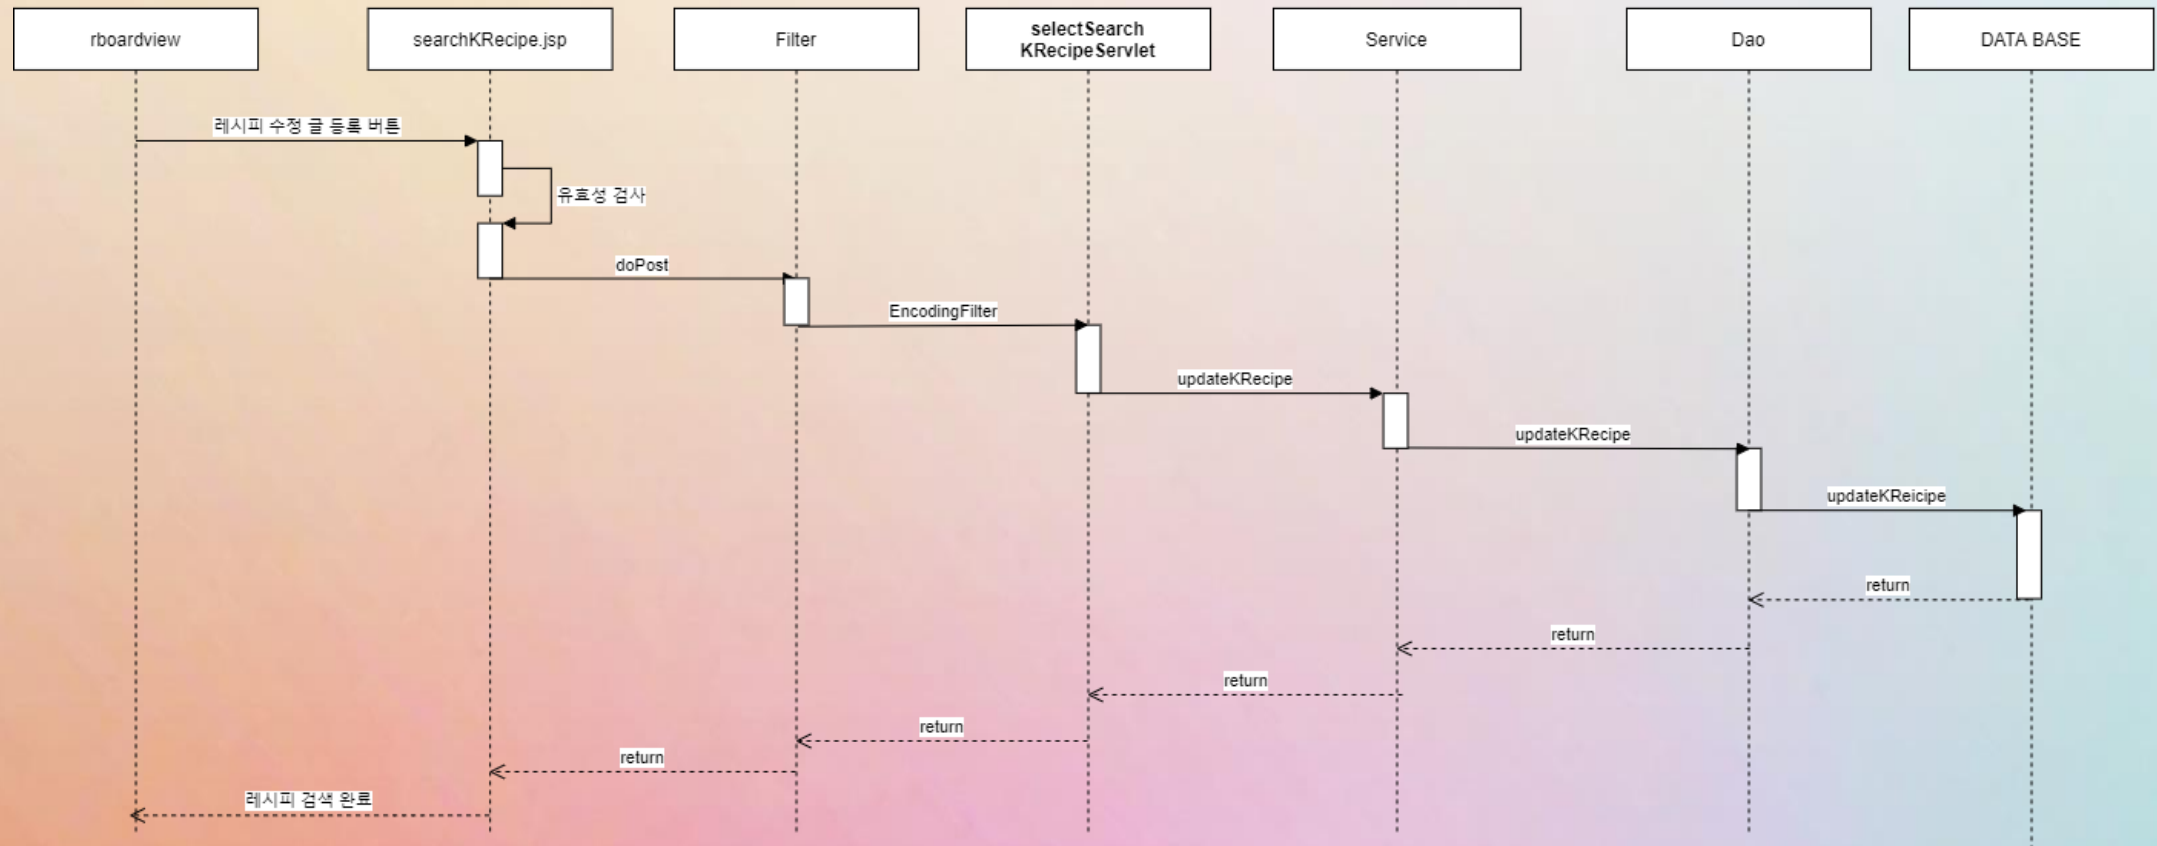 rboardview
searchKRecipe.jsp
Filter
selectSearch
KRecipeServlet
Service
Dao
DATA BASE
레시피 수정 글 등록 버튼
유효성 검사
doPost
EncodingFilter
updateKRecipe
updateKRecipe
updateKReicipe
return
return
return
return
return
레시피 검색 완료